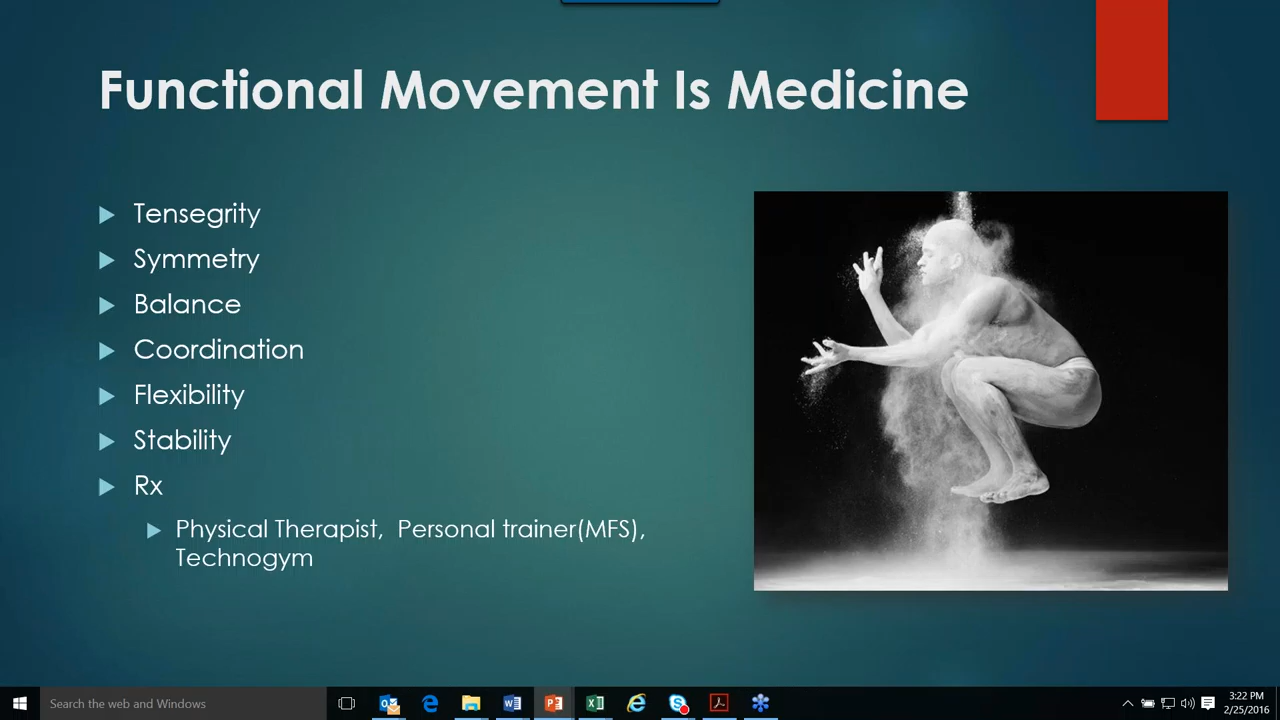 Functional Movement Is Medicine
Tensegrity
Symmetry
Balance
Coordination
Flexibility
Stability
Rx
Physical Therapist,  Personal trainer(MFS),
Technogym
Search the web and Windows
3:22 PM
2/25/2016